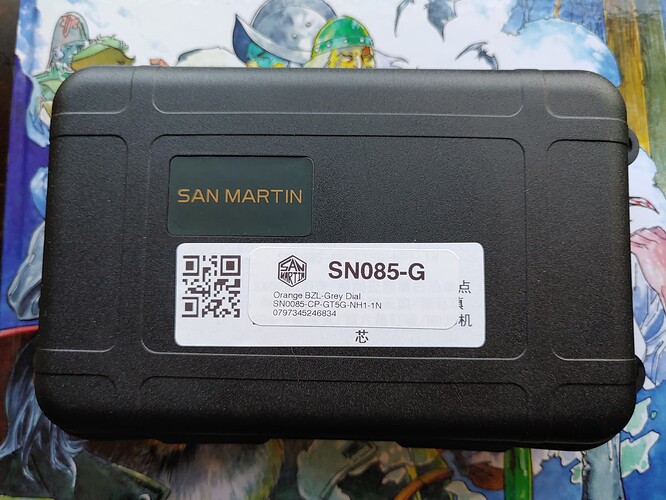 SAN MARTIN
SAN
MARTIN
SN085-G
Orange BZL-Grey Dial
SN0085-CP-GT5G-NH1-1N
0797345246834
点
机
芯